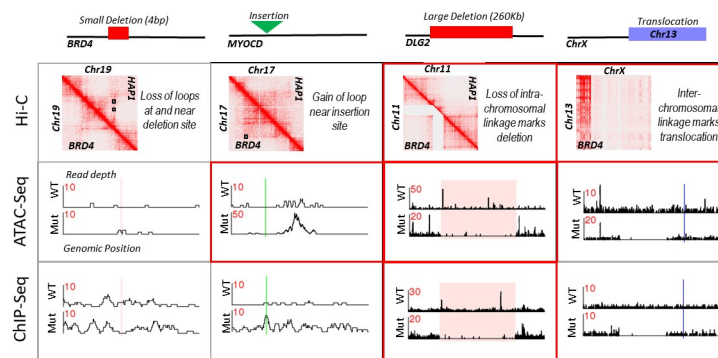 Small Deletion (4bp)
BRD4
Insertion
MYOCD
Large Deletion (260Kb)
DLG2
Translocation
Chr13
ChrX
Hi-C
Chr19
Chr19
HAP1
BRD4
Loss of loops
at and near
deletion site
Chr17
Chr17
HAP1
BRD4
Gain of loop
near insertion
site
Chr11
Chr11
HAP1
BRD4
Loss of intra-
chromosomal
linkage marks
deletion
ChrX
Chr13
BRD4
Inter-
chromosomal
linkage marks
translocation
ATAC-Seq
Read depth
WT
10
Mut
10
Genomic Position
WT
10
Mut
50
WT
50
Mut
20
WT
10
Mut
20
ChIP-Seq
WT
10
Mut
10
WT
10
Mut
10
WT
30
Mut
20
WT
10
Mut
20